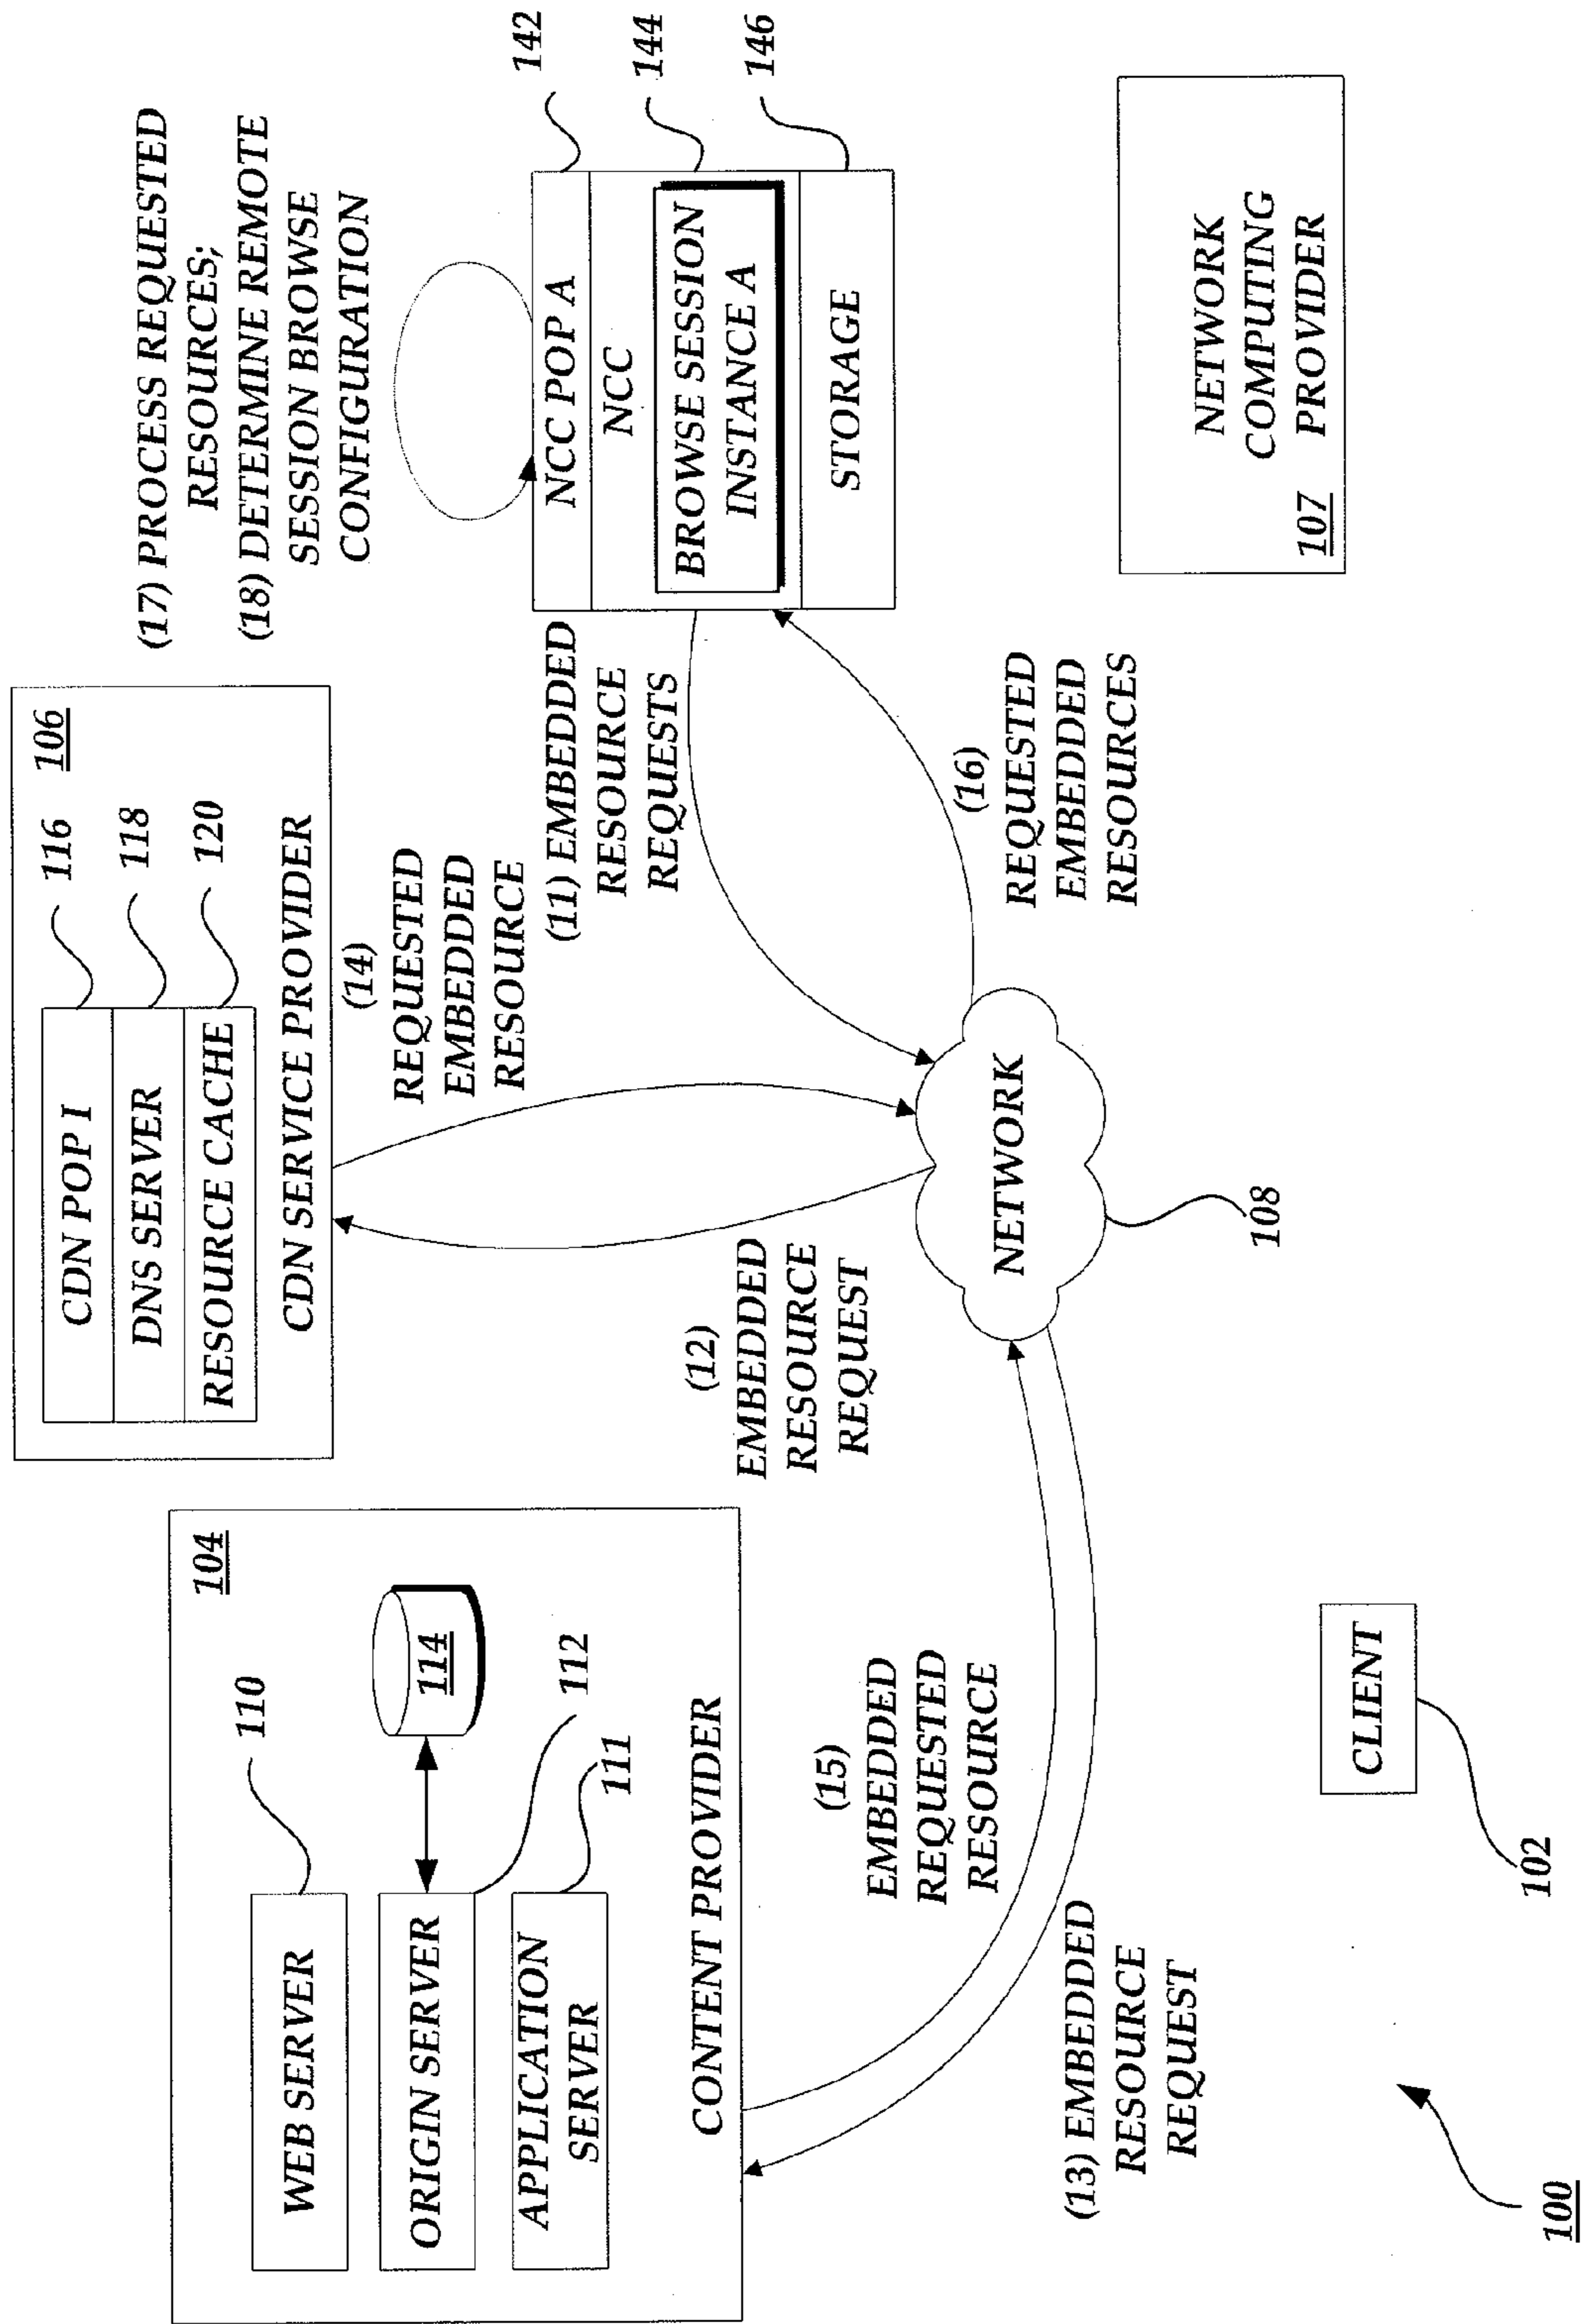 104
110
WEB SERVER
ORIGIN SERVER
114
112
APPLICATION
SERVER
111
CONTENT PROVIDER
106
116
CDN POP I
118
DNS SERVER
120
RESOURCE CACHE
CDN SERVICE PROVIDER
(17) PROCESS REQUESTED
RESOURCES;
(18) DETERMINE REMOTE
SESSION BROWSE
CONFIGURATION
142
NCC POP A
NCC
144
BROWSE SESSION
INSTANCE A
146
STORAGE
(14)
REQUESTED
EMBEDDED
RESOURCE
(11) EMBEDDED
RESOURCE
REQUESTS
(12)
EMBEDDED
RESOURCE
REQUEST
(16)
REQUESTED
EMBEDDED
RESOURCES
(15)
EMBEDDED
REQUESTED
RESOURCE
(13) EMBEDDED
RESOURCE
REQUEST
NETWORK
108
NETWORK
COMPUTING
PROVIDER
107
CLIENT
102
100